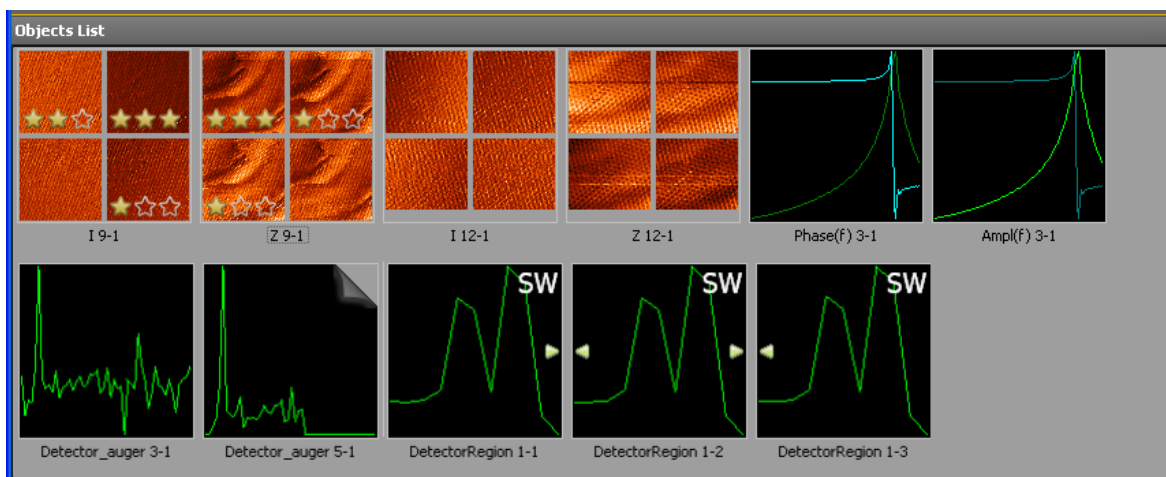 Objects List
I 9-1
Z 9-1
I 12-1
Z 12-1
Phase(f) 3-1
Ampl(f) 3-1
SW
SW
SW
Detector_auger 3-1
Detector_auger 5-1
DetectorRegion 1-1
DetectorRegion 1-2
DetectorRegion 1-3